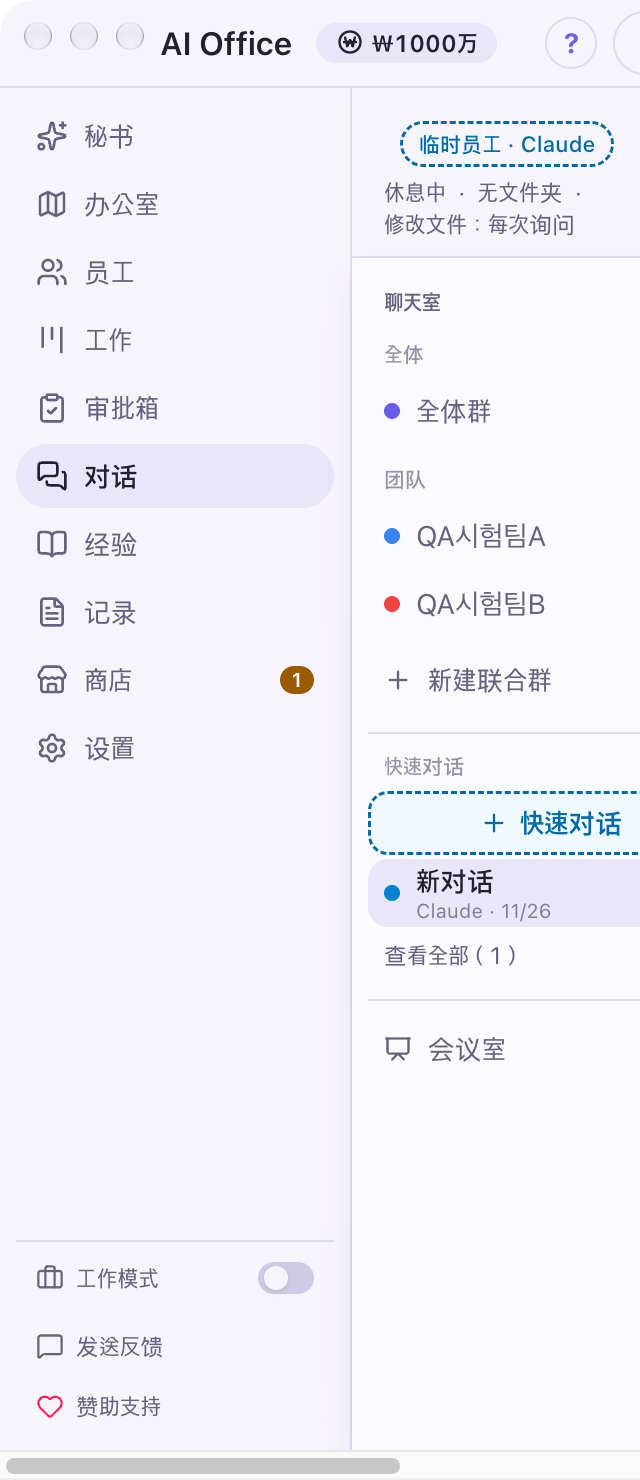 AI Office
₩1000万
?
秘书
办公室
员工
工作
审批箱
对话
经验
记录
商店
1
设置
工作模式
发送反馈
赞助支持
临时员工 · Claude
休息中 · 无文件夹 ·
修改文件：每次询问
聊天室
全体
全体群
团队
QA시험팀A
QA시험팀B
新建联合群
快速对话
快速对话
新对话
Claude · 11/26
查看全部（1）
会议室